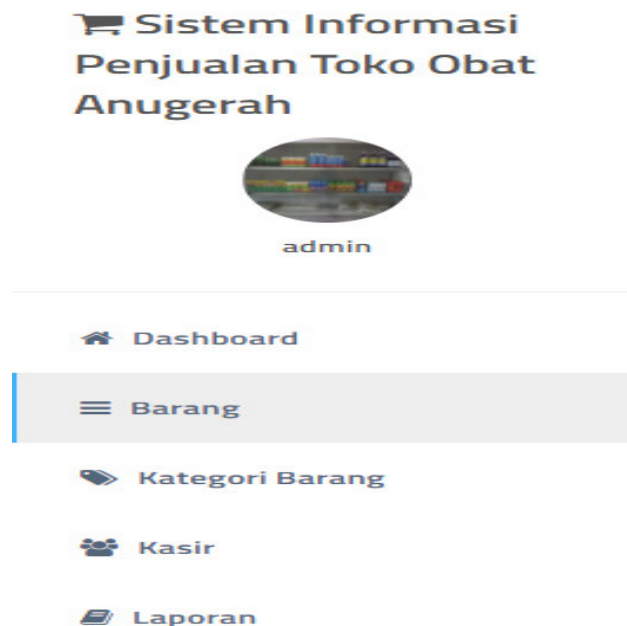 Sistem Informasi
Penjualan Toko Obat
Anugerah
admin
Dashboard
Barang
Kategori Barang
Kasir
Laporan